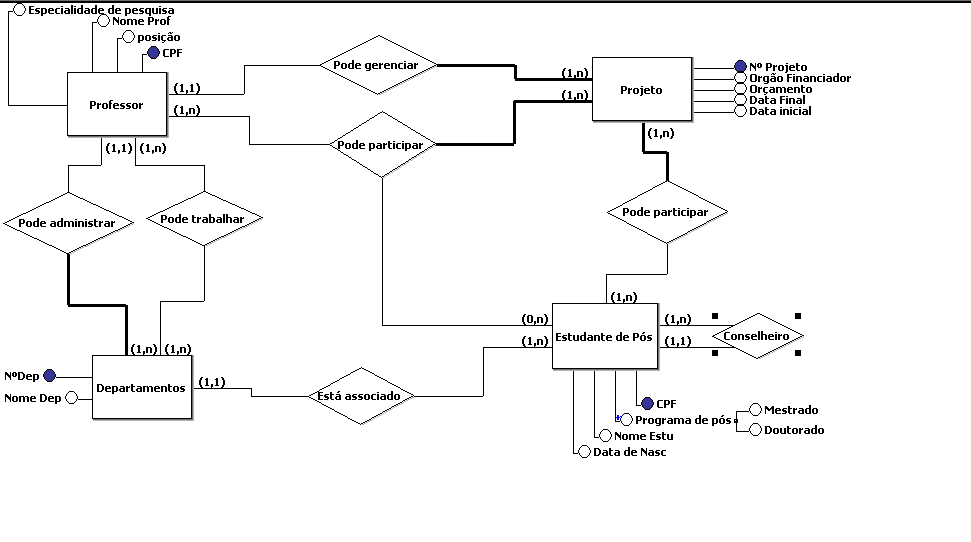 Especialidade de pesquisa
Nome Prof
posição
CPF
Professor
(1,1)
(1,n)
Pode gerenciar
(1,n)
(1,n)
Projeto
Nº Projeto
Orgão Financiador
Orçamento
Data Final
Data inicial
Pode participar
(1,n)
(1,1)
(1,n)
Pode administrar
Pode trabalhar
Pode participar
(1,n)
(0,n)
(1,n)
Estudante de Pós
(1,n)
(1,1)
Conselheiro
(1,n)
(1,n)
NºDep
Nome Dep
Departamentos
(1,1)
Está associado
CPF
Programa de pós
Mestrado
Doutorado
Nome Estu
Data de Nasc